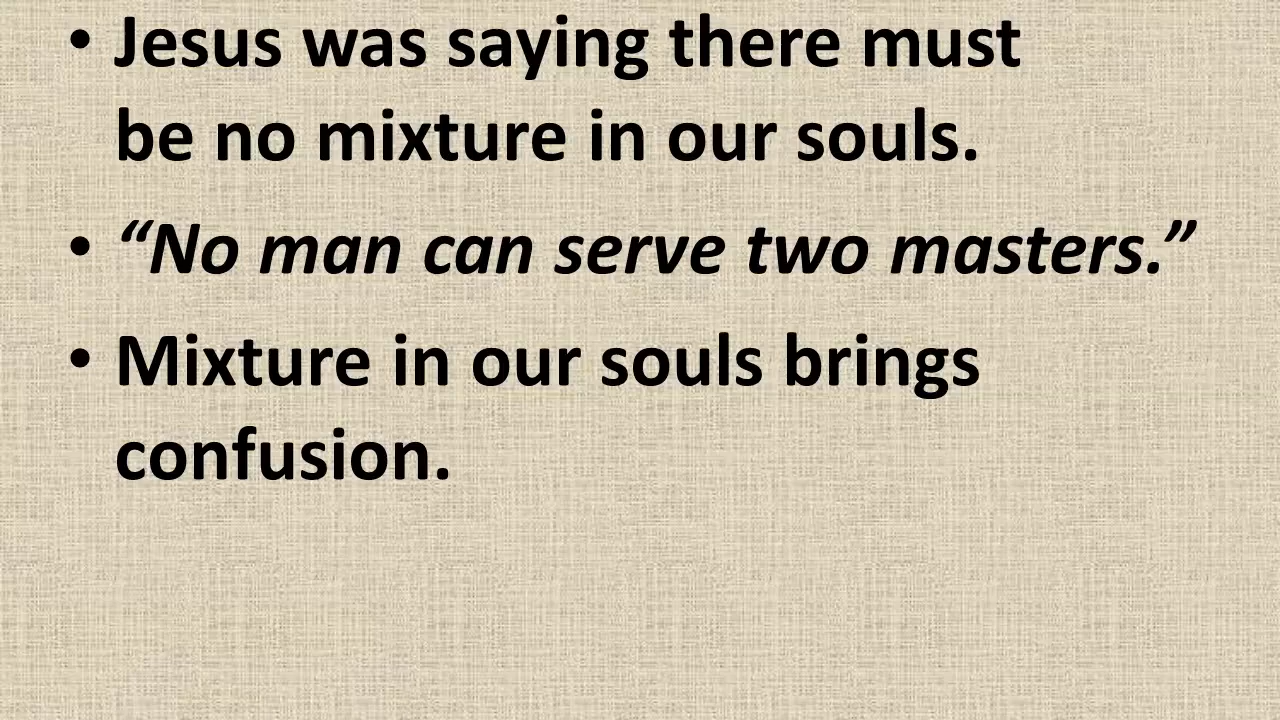 • Jesus was saying there must
be no mixture in our souls.
• “No man can serve two masters.”
• Mixture in our souls brings
confusion.